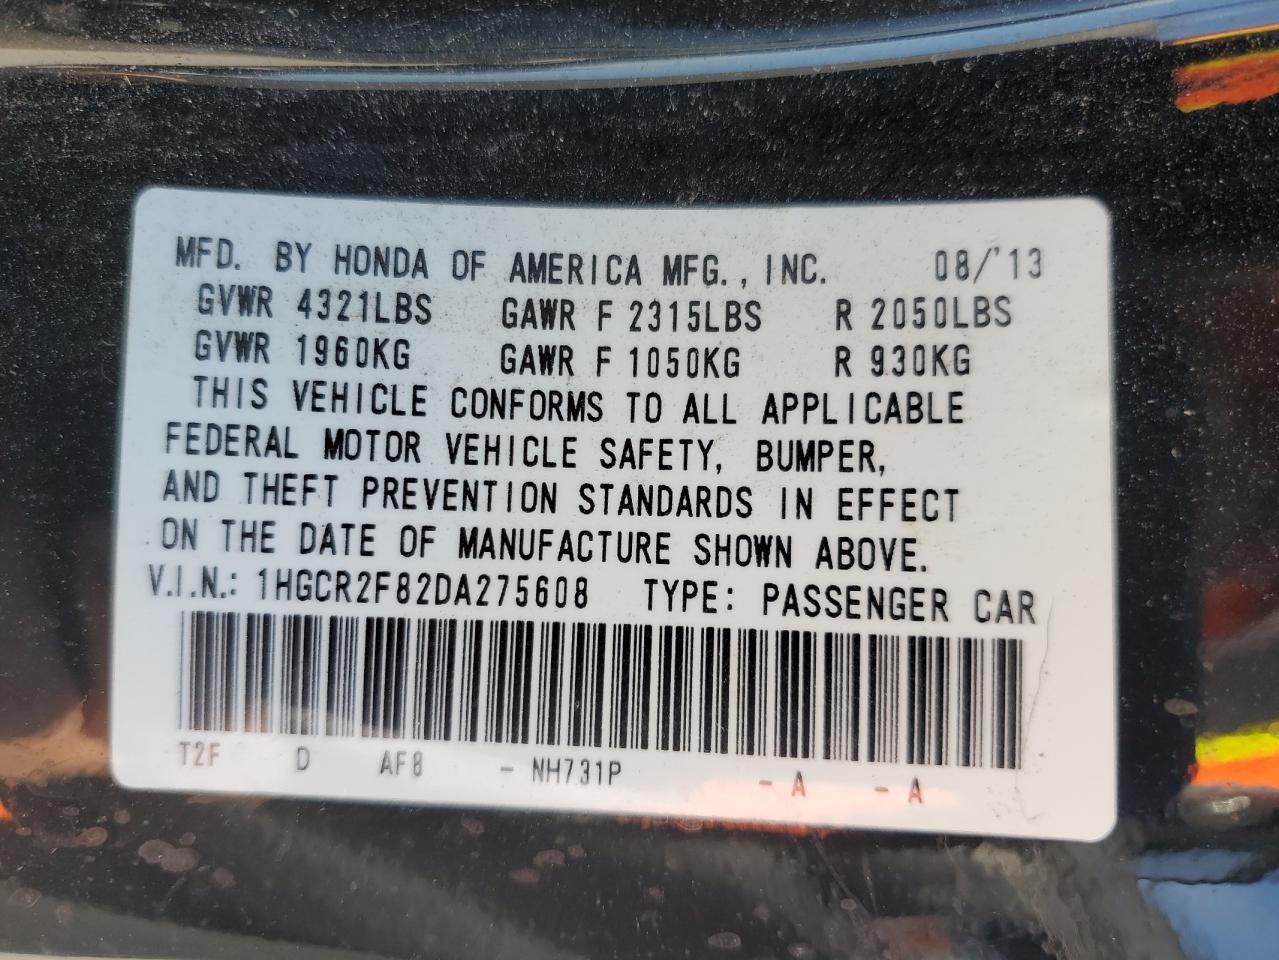 MFD. BY HONDA OF AMERICA MFG., INC. 08/'13
GVWR 4321LBS GAWR F 2315LBS R 2050LBS
GVWR 1960KG GAWR F 1050KG R 930KG
THIS VEHICLE CONFORMS TO ALL APPLICABLE
FEDERAL MOTOR VEHICLE SAFETY, BUMPER,
AND THEFT PREVENTION STANDARDS IN EFFECT
ON THE DATE OF MANUFACTURE SHOWN ABOVE.
V.I.N.: 1HGCR2F82DA275608 TYPE: PASSENGER CAR
T2F D AF8 - NH731P - A - A